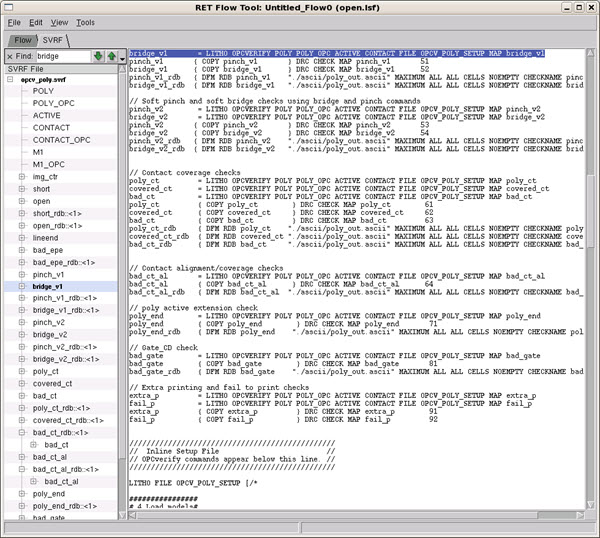 RET Flow Tool: Untitled_Flow0 (open.lsf)
File Edit View Tools
Flow SVRF
Find: bridge
SVRF File
opcv_poly.svrf
POLY
POLY_OPC
ACTIVE
CONTACT
CONTACT_OPC
M1
M1_OPC
img_ctr
short
open
short_rdb::<1>
open_rdb::<1>
lineend
bad_epe
bad_epe_rdb::<1>
pinch_v1
bridge_v1
pinch_v1_rdb::<1>
bridge_v1_rdb::<1>
pinch_v2
bridge_v2
pinch_v2_rdb::<1>
bridge_v2_rdb::<1>
poly_ct
covered_ct
bad_ct
poly_ct_rdb::<1>
covered_ct_rdb::<1>
bad_ct_rdb::<1>
bad_ct
bad_ct_al
bad_ct_al_rdb::<1>
bad_ct_al
poly_end
poly_end_rdb::<1>
bad_gate
bridge_v1 = LITHO OPCVERIFY POLY POLY_OPC ACTIVE CONTACT FILE OPCV_POLY_SETUP MAP bridge_v1
pinch_v1 { COPY pinch_v1 } DRC CHECK MAP pinch_v1 51
bridge_v1 { COPY bridge_v1 } DRC CHECK MAP bridge_v1 52
pinch_v1_rdb { DFM RDB pinch_v1 "./ascii/poly_out.ascii" MAXIMUM ALL ALL CELLS NOEMPTY CHECKNAME pinc
bridge_v1_rdb { DFM RDB bridge_v1 "./ascii/poly_out.ascii" MAXIMUM ALL ALL CELLS NOEMPTY CHECKNAME brid
// Soft pinch and soft bridge checks using bridge and pinch commands
pinch_v2 = LITHO OPCVERIFY POLY POLY_OPC ACTIVE CONTACT FILE OPCV_POLY_SETUP MAP pinch_v2
bridge_v2 = LITHO OPCVERIFY POLY POLY_OPC ACTIVE CONTACT FILE OPCV_POLY_SETUP MAP bridge_v2
pinch_v2 { COPY pinch_v2 } DRC CHECK MAP pinch_v2 53
bridge_v2 { COPY bridge_v2 } DRC CHECK MAP bridge_v2 54
pinch_v2_rdb { DFM RDB pinch_v2 "./ascii/poly_out.ascii" MAXIMUM ALL ALL CELLS NOEMPTY CHECKNAME pinc
bridge_v2_rdb { DFM RDB bridge_v2 "./ascii/poly_out.ascii" MAXIMUM ALL ALL CELLS NOEMPTY CHECKNAME brid
// Contact coverage checks
poly_ct = LITHO OPCVERIFY POLY POLY_OPC ACTIVE CONTACT FILE OPCV_POLY_SETUP MAP poly_ct
covered_ct = LITHO OPCVERIFY POLY POLY_OPC ACTIVE CONTACT FILE OPCV_POLY_SETUP MAP covered_ct
bad_ct = LITHO OPCVERIFY POLY POLY_OPC ACTIVE CONTACT FILE OPCV_POLY_SETUP MAP bad_ct
poly_ct { COPY poly_ct } DRC CHECK MAP poly_ct 61
covered_ct { COPY covered_ct } DRC CHECK MAP covered_ct 62
bad_ct { COPY bad_ct } DRC CHECK MAP bad_ct 63
poly_ct_rdb { DFM RDB poly_ct "./ascii/poly_out.ascii" MAXIMUM ALL ALL CELLS NOEMPTY CHECKNAME poly
covered_ct_rdb { DFM RDB covered_ct "./ascii/poly_out.ascii" MAXIMUM ALL ALL CELLS NOEMPTY CHECKNAME cove
bad_ct_rdb { DFM RDB bad_ct "./ascii/poly_out.ascii" MAXIMUM ALL ALL CELLS NOEMPTY CHECKNAME bad_
// Contact alignment/coverage checks
bad_ct_al = LITHO OPCVERIFY POLY POLY_OPC ACTIVE CONTACT FILE OPCV_POLY_SETUP MAP bad_ct_al
bad_ct_al { COPY bad_ct_al } DRC CHECK MAP bad_ct_al 64
bad_ct_al_rdb { DFM RDB bad_ct_al "./ascii/poly_out.ascii" MAXIMUM ALL ALL CELLS NOEMPTY CHECKNAME bad_
// poly active extension check
poly_end = LITHO OPCVERIFY POLY POLY_OPC ACTIVE CONTACT FILE OPCV_POLY_SETUP MAP poly_end
poly_end { COPY poly_end } DRC CHECK MAP poly_end 71
poly_end_rdb { DFM RDB poly_end "./ascii/poly_out.ascii" MAXIMUM ALL ALL CELLS NOEMPTY CHECKNAME pol
// Gate_CD check
bad_gate = LITHO OPCVERIFY POLY POLY_OPC ACTIVE CONTACT FILE OPCV_POLY_SETUP MAP bad_gate
bad_gate { COPY bad_gate } DRC CHECK MAP bad_gate 81
bad_gate_rdb { DFM RDB bad_gate "./ascii/poly_out.ascii" MAXIMUM ALL ALL CELLS NOEMPTY CHECKNAME bad
// Extra printing and fail to print checks
extra_p = LITHO OPCVERIFY POLY POLY_OPC ACTIVE CONTACT FILE OPCV_POLY_SETUP MAP extra_p
fail_p = LITHO OPCVERIFY POLY POLY_OPC ACTIVE CONTACT FILE OPCV_POLY_SETUP MAP fail_p
extra_p { COPY extra_p } DRC CHECK MAP extra_p 91
fail_p { COPY fail_p } DRC CHECK MAP fail_p 92
////////////////////////////////////////////////
// Inline Setup File //
// OPCverify commands appear below this line. //
////////////////////////////////////////////////
LITHO FILE OPCV_POLY_SETUP [/*
################
# 4 Load models#